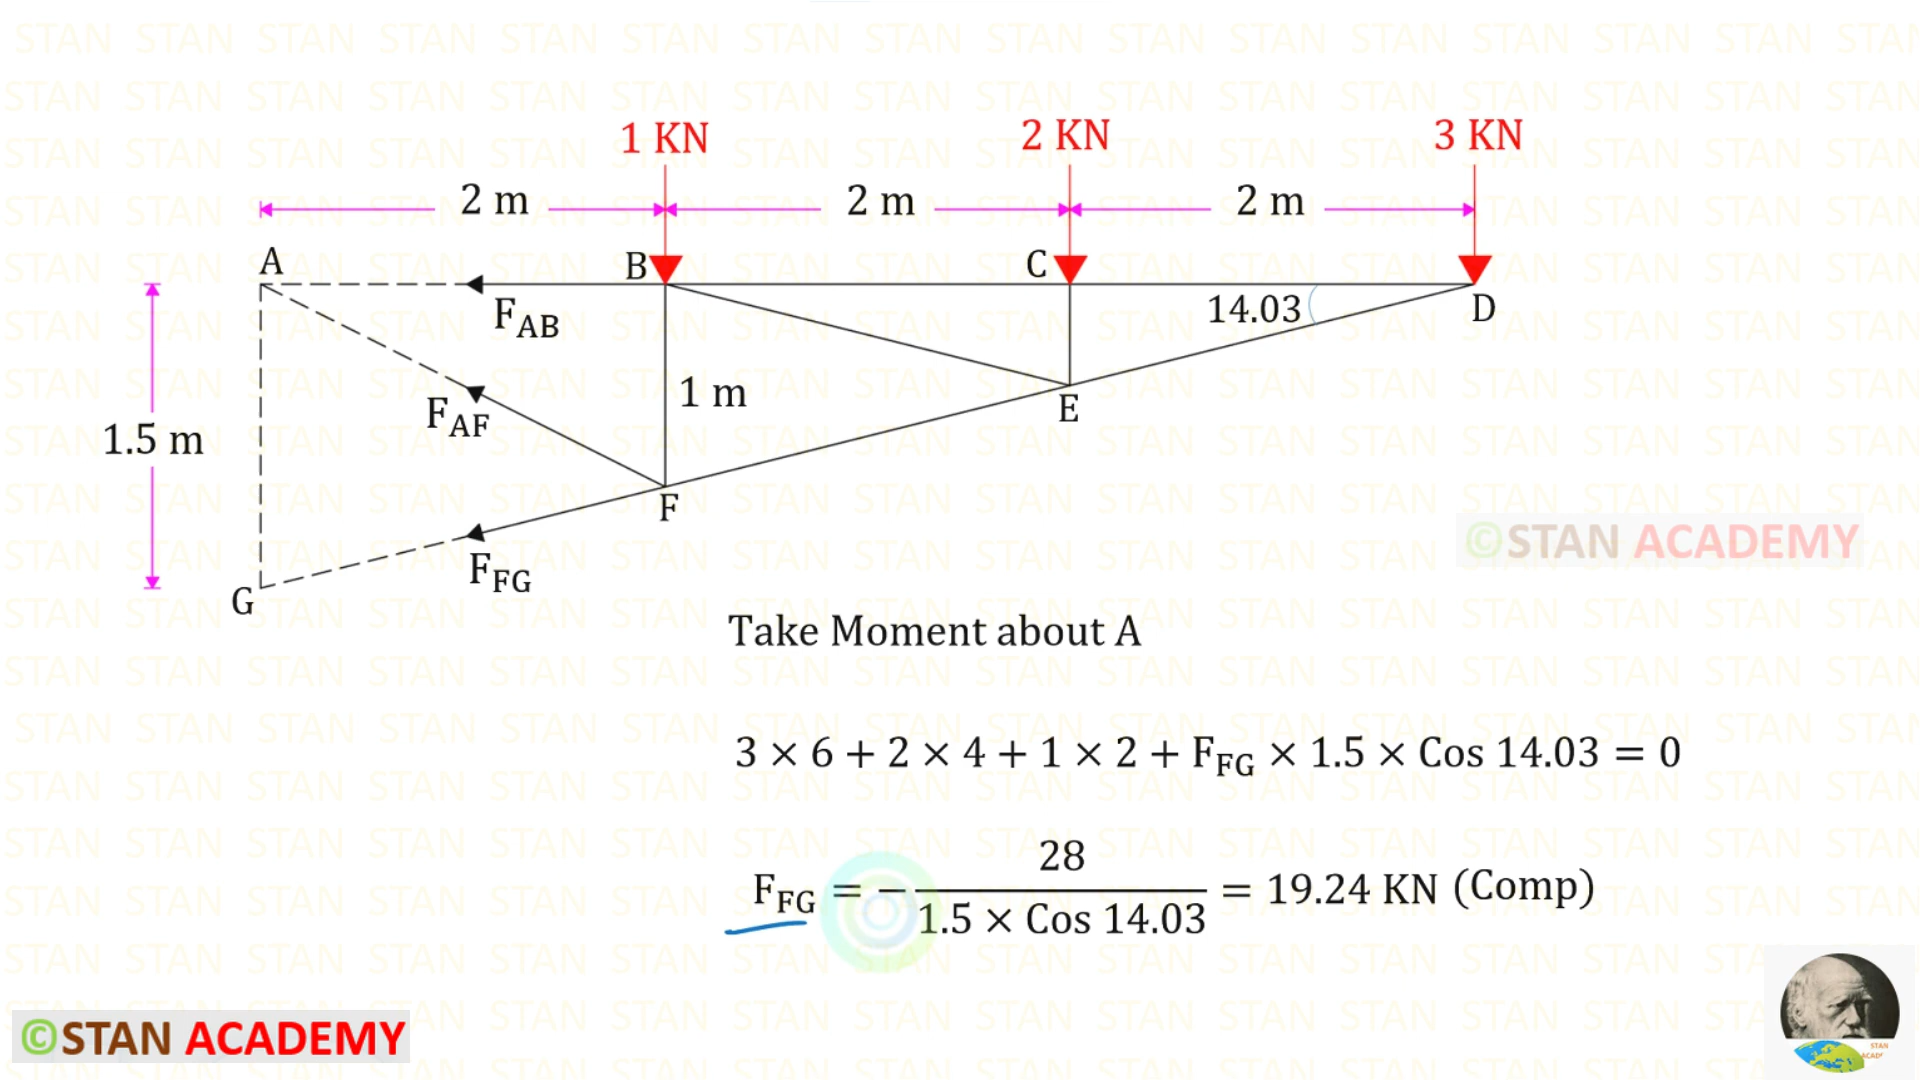 1 KN 2 KN 3 KN
2 m 2 m 2 m
A B C
F_AB 14.03 D
F_AF 1 m E
1.5 m
F
F_FG
G
©STAN ACADEMY
Take Moment about A
3 × 6 + 2 × 4 + 1 × 2 + F_FG × 1.5 × Cos 14.03 = 0
F_FG = − 28 / 1.5 × Cos 14.03 = 19.24 KN (Comp)
©STAN ACADEMY